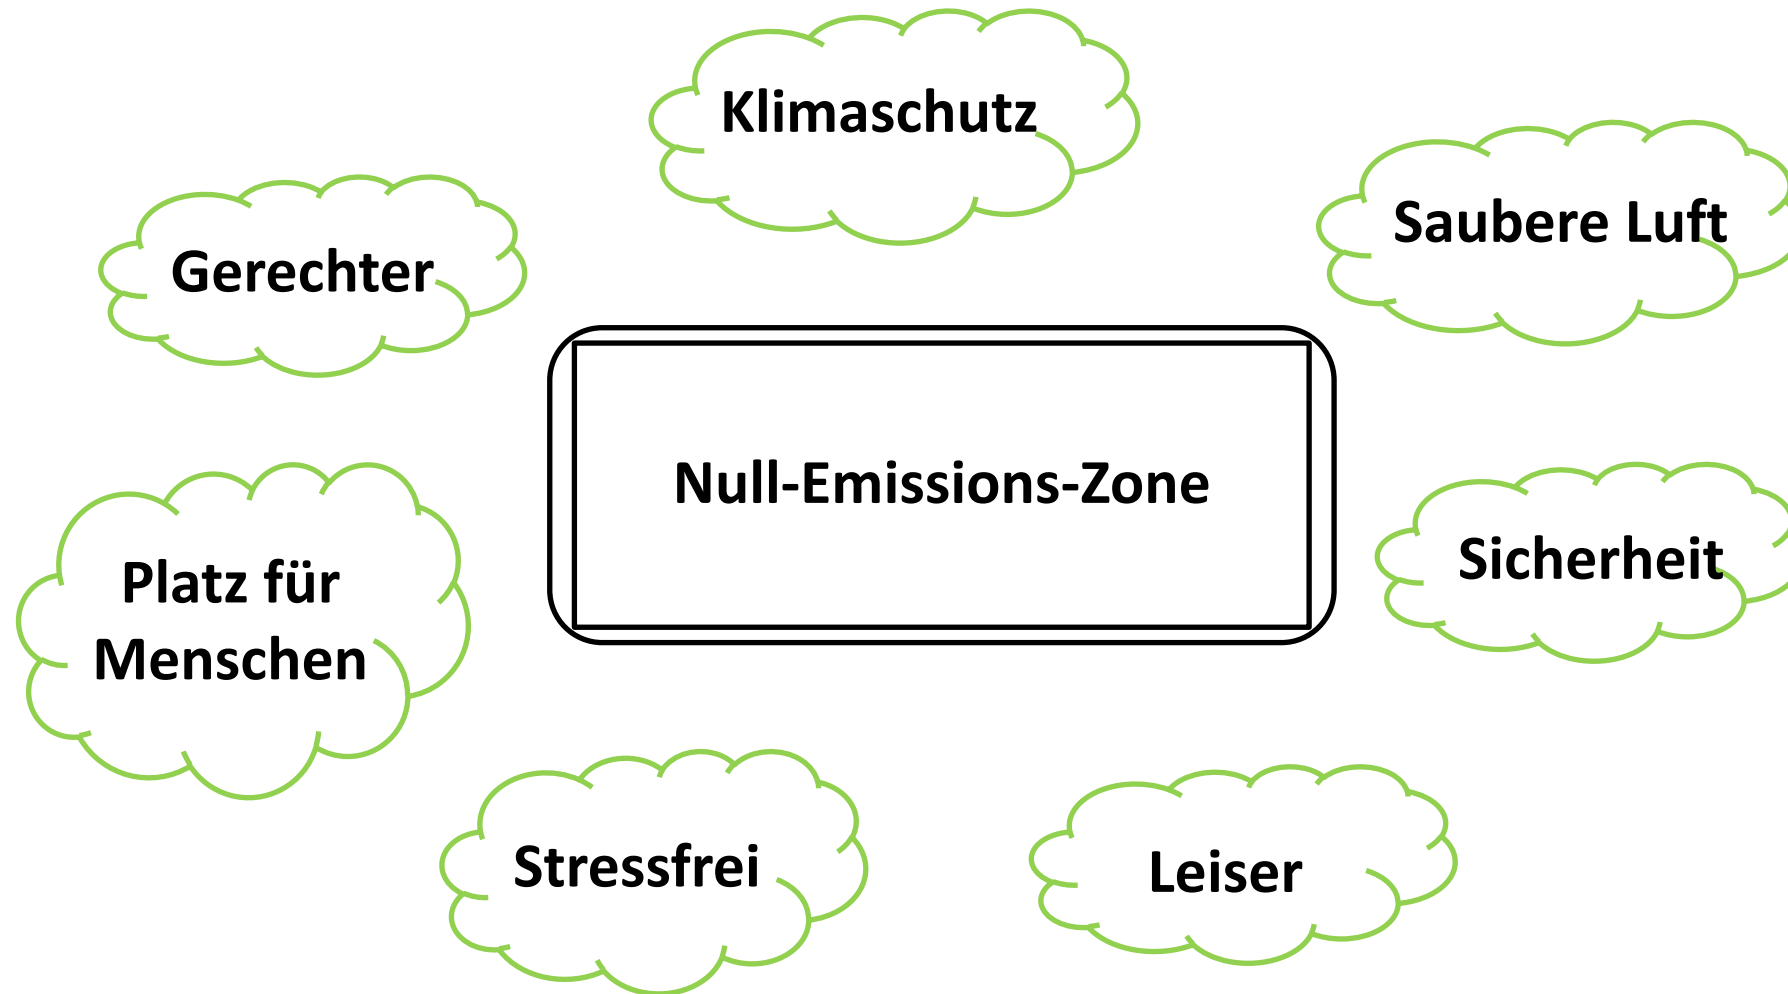 Klimaschutz
Saubere Luft
Gerechter
Null-Emissions-Zone
Sicherheit
Platz für
Menschen
Stressfrei
Leiser